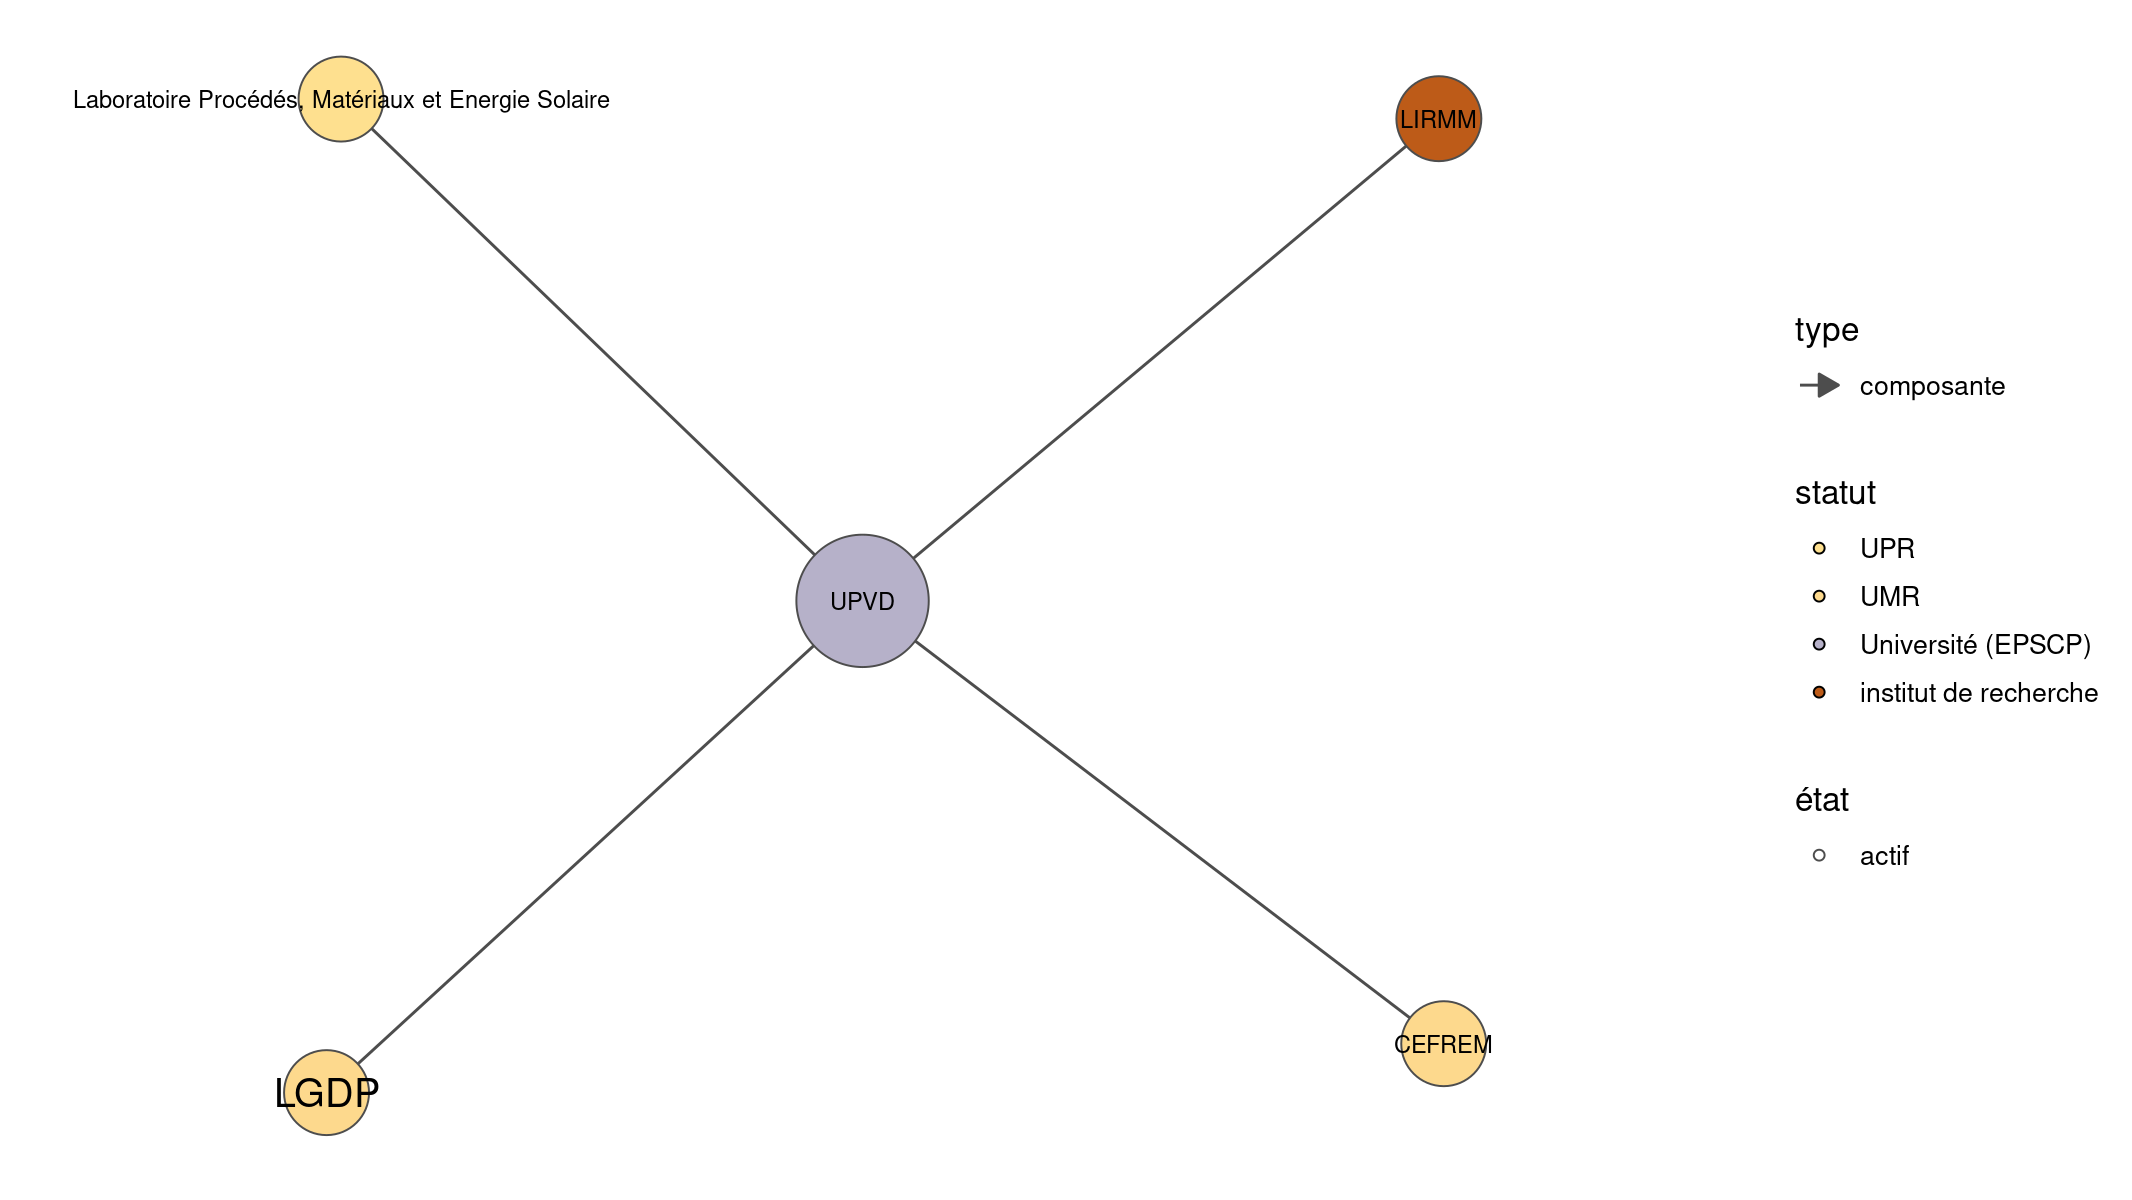 Laboratoire Procédés, Matériaux et Energie Solaire
LIRMM
UPVD
LGDP
CEFREM
type
composante
statut
UPR
UMR
Université (EPSCP)
institut de recherche
état
actif